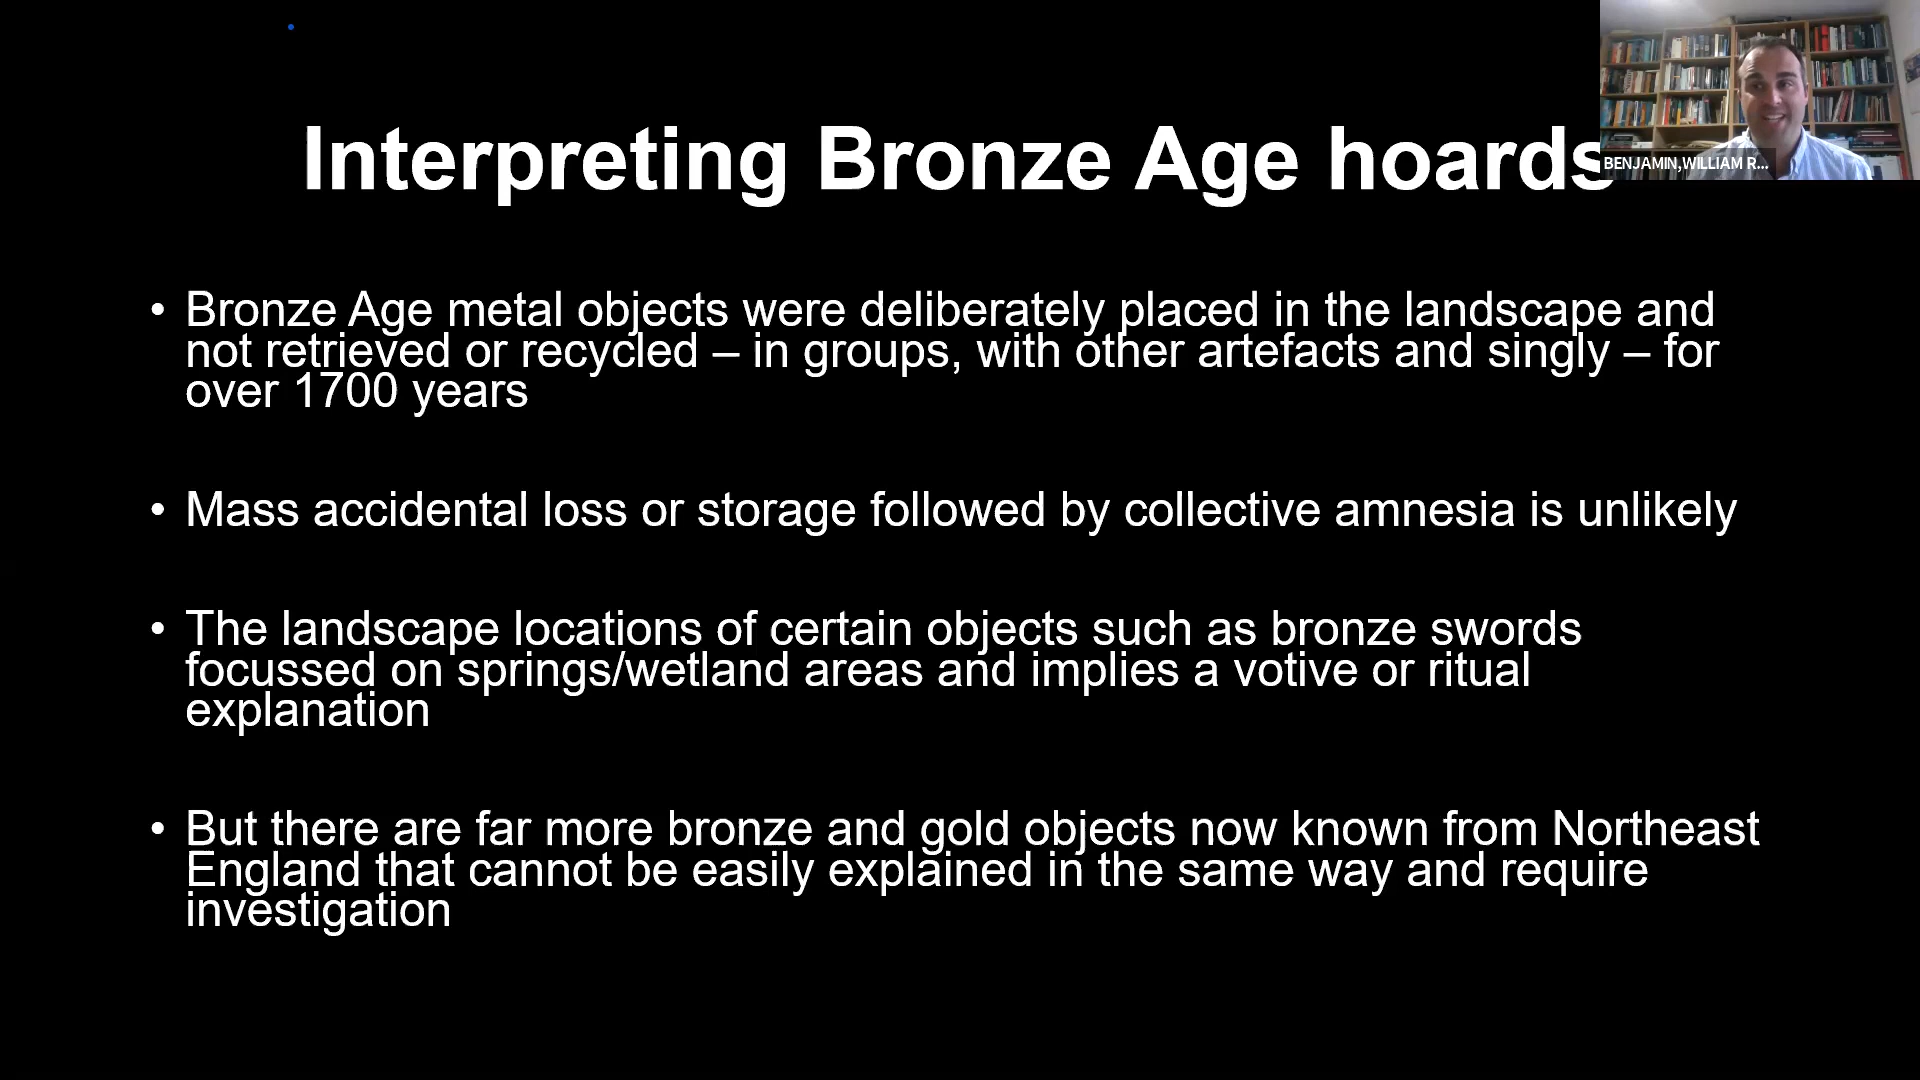 Interpreting Bronze Age hoards
BENJAMIN,WILLIAM R...
• Bronze Age metal objects were deliberately placed in the landscape and
not retrieved or recycled – in groups, with other artefacts and singly – for
over 1700 years
• Mass accidental loss or storage followed by collective amnesia is unlikely
• The landscape locations of certain objects such as bronze swords
focussed on springs/wetland areas and implies a votive or ritual
explanation
• But there are far more bronze and gold objects now known from Northeast
England that cannot be easily explained in the same way and require
investigation